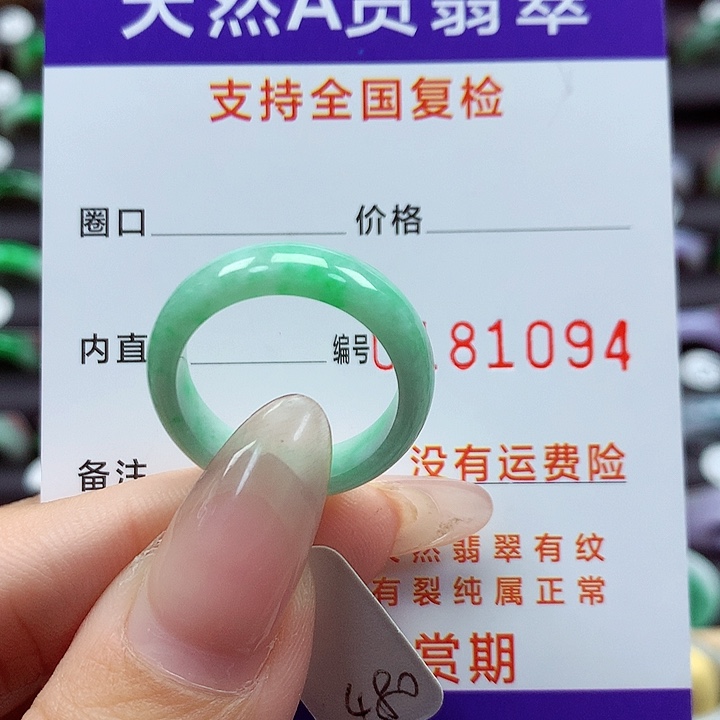 天然A货翡翠
支持全国复检
圈口 价格
内直 编号 81094
备注 没有运费险
然翡翠有纹
有裂纯属正常
赏期
480